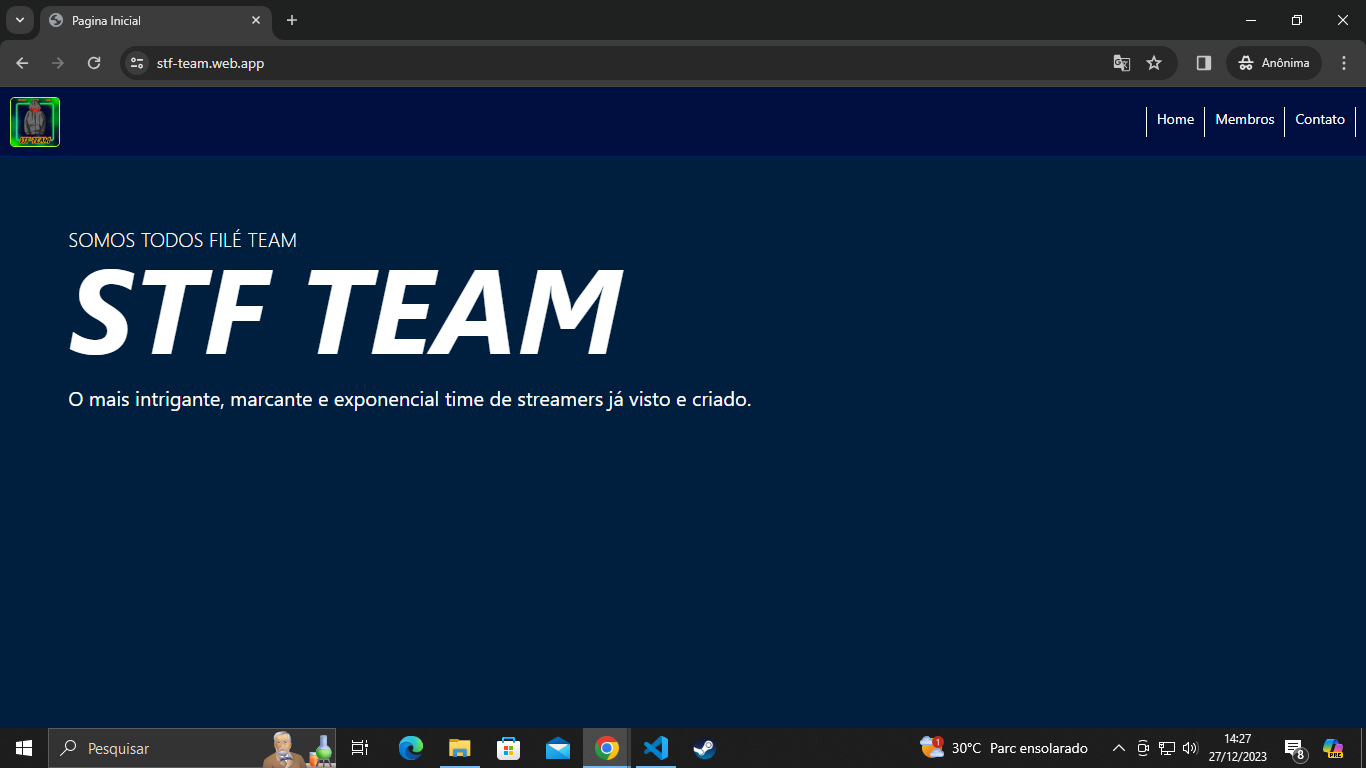 Pagina Inicial
stf-team.web.app
Anônima
STF TEAM
Home
Membros
Contato
SOMOS TODOS FILÉ TEAM
STF TEAM
O mais intrigante, marcante e exponencial time de streamers já visto e criado.
Pesquisar
1
30°C Parc ensolarado
14:27
27/12/2023
8
PRE